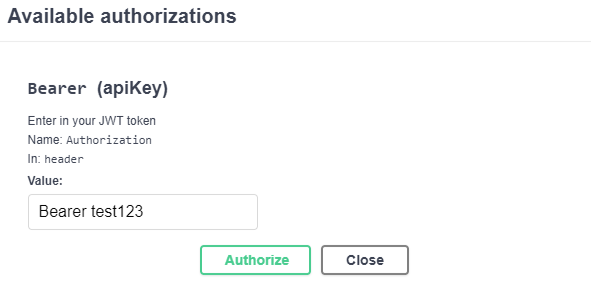 Available authorizations
Bearer (apiKey)
Enter in your JWT token
Name: Authorization
In: header
Value:
Bearer test123
Authorize Close